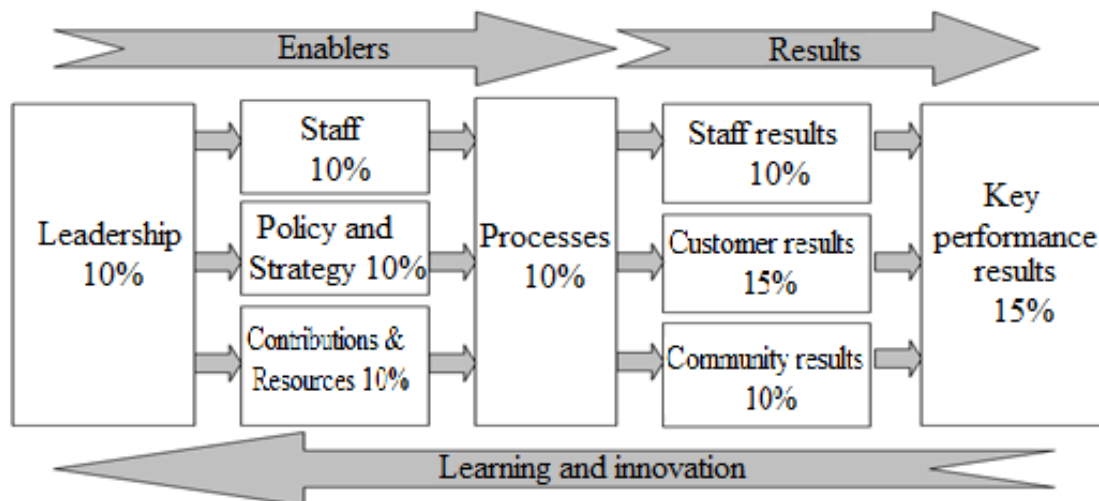 Enablers
Results
Leadership
10%
Staff
10%
Policy and
Strategy 10%
Contributions &
Resources 10%
Processes
10%
Staff results
10%
Customer results
15%
Community results
10%
Key
performance
results
15%
Learning and innovation